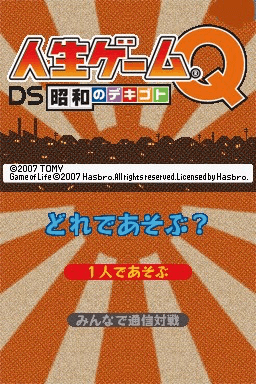 人生ゲーム®Q
DS 昭和のデキゴト
©2007 TOMY
Game of Life ©2007 Hasbro. All rights reserved. Licensed by Hasbro.
どれであそぶ？
1人であそぶ
みんなで通信対戦